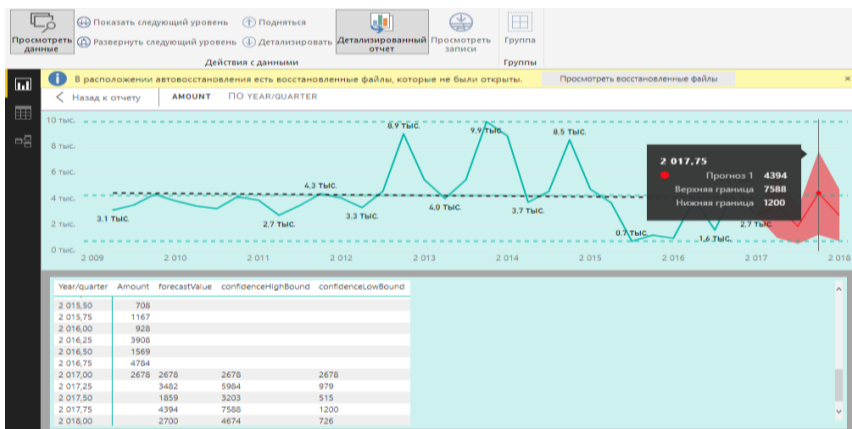 Показать следующий уровень
Подняться
Просмотреть данные
Развернуть следующий уровень
Детализировать
Детализированный отчет
Просмотреть записи
Группа
Действия с данными
Группы
В расположении автовосстановления есть восстановленные файлы, которые не были открыты.
Просмотреть восстановленные файлы
Назад к отчету
AMOUNT
ПО YEAR/QUARTER
10 тыс.
8 тыс.
6 тыс.
4 тыс.
2 тыс.
0 тыс.
3.1 тыс.
2.7 тыс.
4.3 тыс.
3.3 тыс.
8.9 тыс.
4.0 тыс.
9.9 тыс.
3.7 тыс.
8.5 тыс.
0.7 тыс.
1.6 тыс.
2.7 тыс.
2 017,75
Прогноз 1 4394
Верхняя граница 7588
Нижняя граница 1200
2 009 2 010 2 011 2 012 2 013 2 014 2 015 2 016 2 017 2 018
Year/quarter Amount forecastValue confidenceHighBound confidenceLowBound
2 015,50 708
2 015,75 1167
2 016,00 928
2 016,25 3908
2 016,50 1569
2 016,75 4784
2 017,00 2678 2678 2678 2678
2 017,25 3482 5984 979
2 017,50 1859 3203 515
2 017,75 4394 7588 1200
2 018,00 2700 4674 726